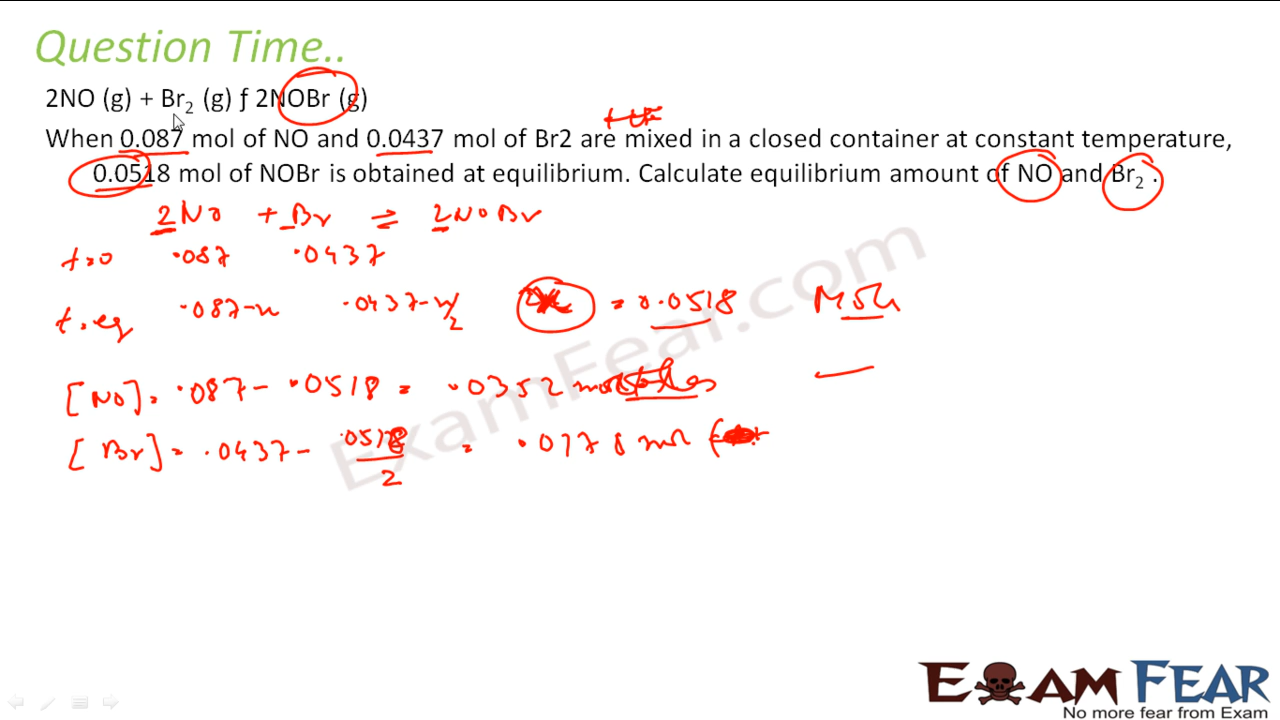 Question Time..
2NO (g) + Br2 (g) ƒ 2NOBr (g)
When 0.087 mol of NO and 0.0437 mol of Br2 are mixed in a closed container at constant temperature,
0.0518 mol of NOBr is obtained at equilibrium. Calculate equilibrium amount of NO and Br2 .
2NO + Br ⇌ 2NOBr
t=0 .087 .0437
t=eq .087-x .0437-x/2 = 0.0518
[NO]= .087 - .0518 = .0352
[Br]= .0437 - .0518/2 = .0178 mol
ExamFear.com
EXAM FEAR
No more fear from Exam